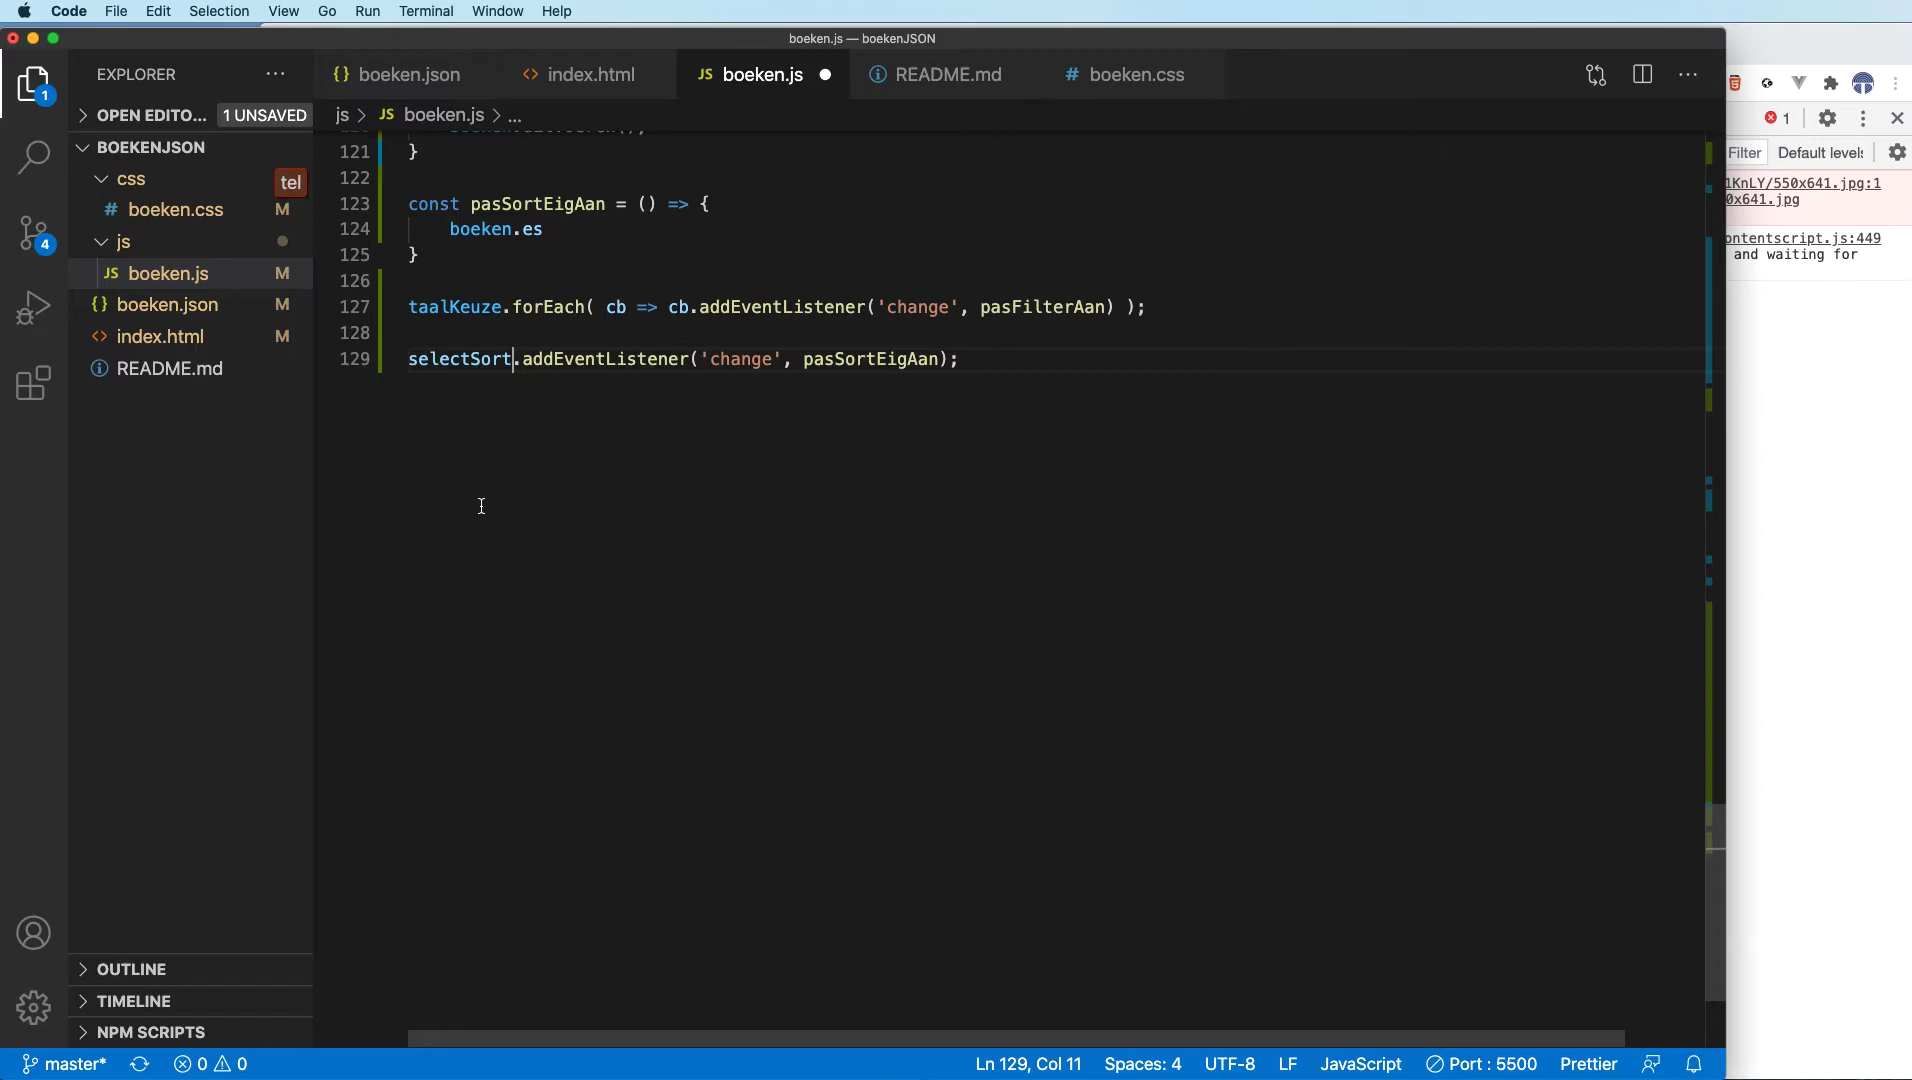 Code File Edit Selection View Go Run Terminal Window Help
boeken.js — boekenJSON
EXPLORER ···
{} boeken.json <> index.html JS boeken.js README.md # boeken.css
OPEN EDITO... 1 UNSAVED
js > JS boeken.js > ...
BOEKENJSON
css tel
# boeken.css M
js
JS boeken.js M
{} boeken.json M
<> index.html M
README.md
1
4
121 }
122
123 const pasSortEigAan = () => {
124 boeken.es
125 }
126
127 taalKeuze.forEach( cb => cb.addEventListener('change', pasFilterAan) );
128
129 selectSort.addEventListener('change', pasSortEigAan);
1
Filter Default levels
1KnLY/550x641.jpg:1
0x641.jpg
ontentscript.js:449
and waiting for
OUTLINE
TIMELINE
NPM SCRIPTS
master* 0 0 Ln 129, Col 11 Spaces: 4 UTF-8 LF JavaScript Port : 5500 Prettier